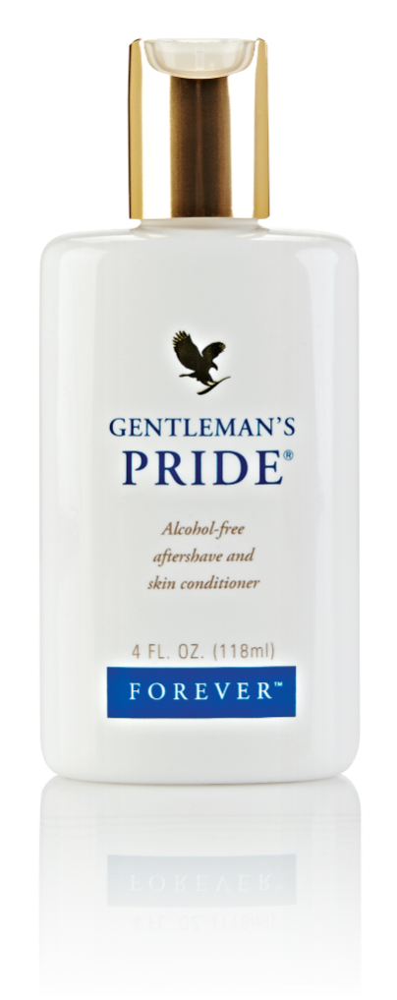 GENTLEMAN'S
PRIDE®
Alcohol-free
aftershave and
skin conditioner
4 FL. OZ. (118ml)
FOREVER™